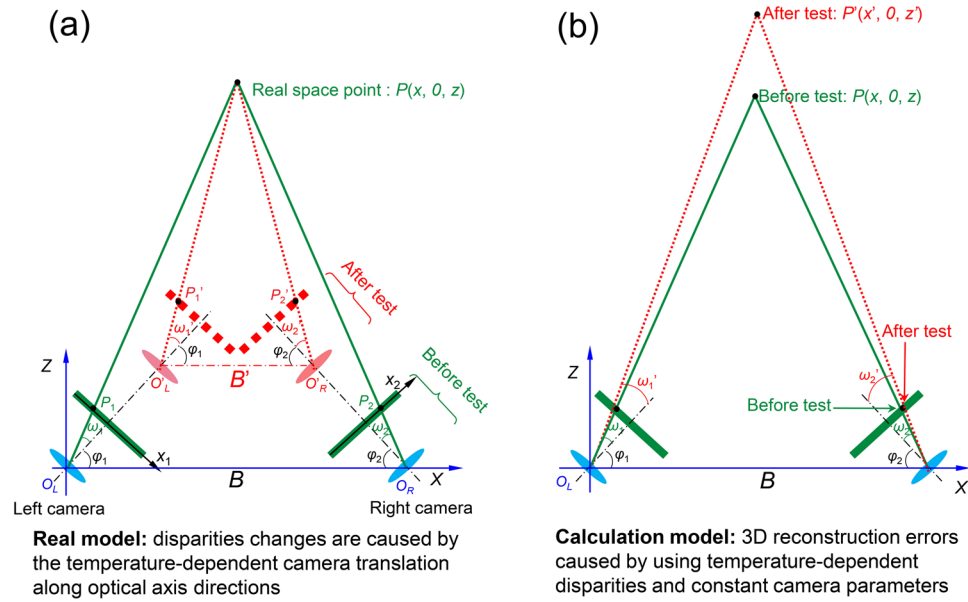 (a)
Real space point : P(x, 0, z)
After test
P₁'
P₂'
ω₁
ω₂
φ₁
φ₂
O'L
O'R
B'
Before test
Z
x₂
P₁
P₂
ω₁
ω₂
φ₁
φ₂
x₁
OL
B
OR
X
Left camera
Right camera
Real model: disparities changes are caused by
the temperature-dependent camera translation
along optical axis directions
(b)
After test: P'(x', 0, z')
Before test: P(x, 0, z)
After test
Z
ω₁'
ω₂'
Before test
ω₁
ω₂
φ₁
φ₂
OL
B
X
Calculation model: 3D reconstruction errors
caused by using temperature-dependent
disparities and constant camera parameters